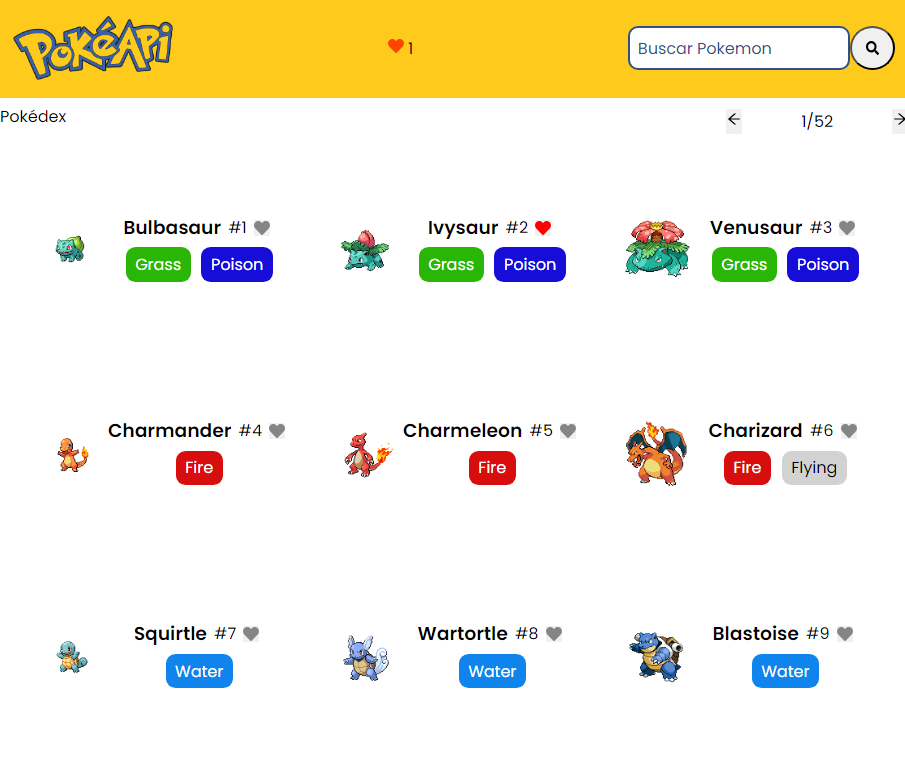 PokéApi
1
Buscar Pokemon
Pokédex
1/52
Bulbasaur #1
Grass Poison
Ivysaur #2
Grass Poison
Venusaur #3
Grass Poison
Charmander #4
Fire
Charmeleon #5
Fire
Charizard #6
Fire Flying
Squirtle #7
Water
Wartortle #8
Water
Blastoise #9
Water